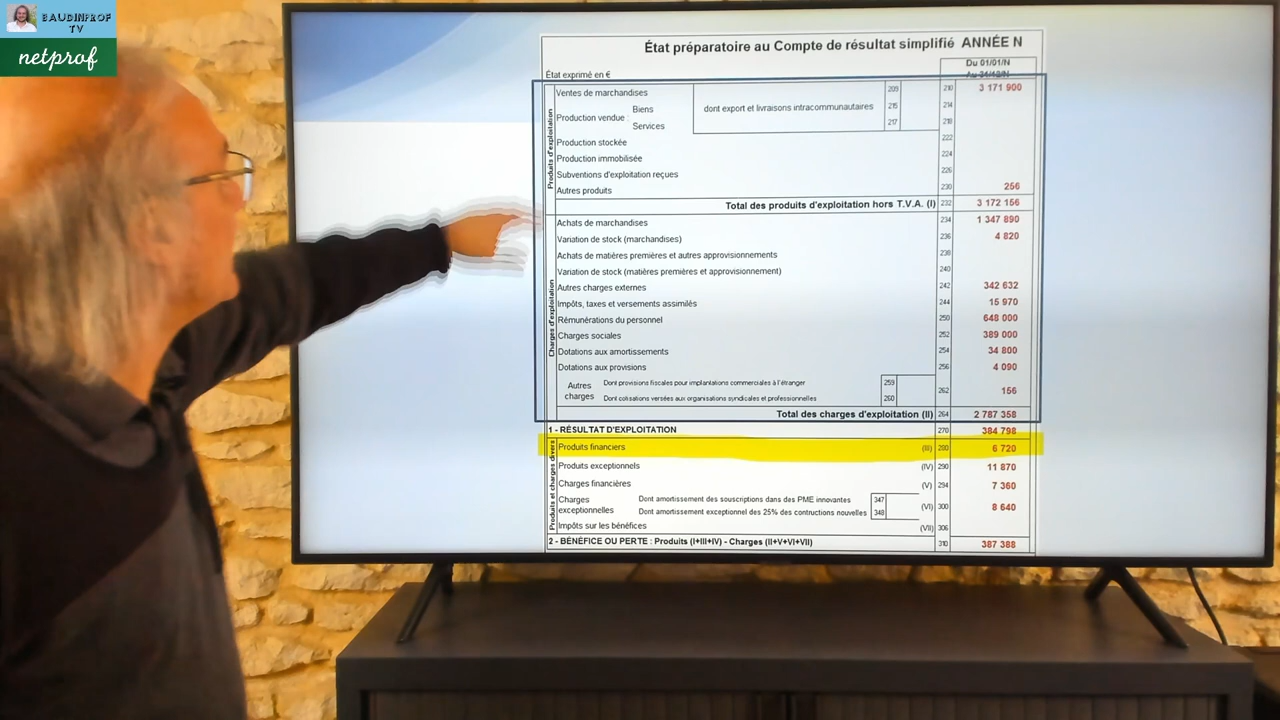 BAUDINPROF
TV
netprof
État préparatoire au Compte de résultat simplifié ANNÉE N
État exprimé en €
Du 01/01/N
Au 31/12/N
Produits d'exploitation
Ventes de marchandises 209 210 3 171 900
Production vendue : Biens dont export et livraisons intracommunautaires 215 214
Services 217 218
Production stockée 222
Production immobilisée 224
Subventions d'exploitation reçues 226
Autres produits 230 256
Total des produits d'exploitation hors T.V.A. (I) 232 3 172 156
Charges d'exploitation
Achats de marchandises 234 1 347 890
Variation de stock (marchandises) 236 4 820
Achats de matières premières et autres approvisionnements 238
Variation de stock (matières premières et approvisionnement) 240
Autres charges externes 242 342 632
Impôts, taxes et versements assimilés 244 15 970
Rémunérations du personnel 250 648 000
Charges sociales 252 389 000
Dotations aux amortissements 254 34 800
Dotations aux provisions 256 4 090
Autres charges Dont provisions fiscales pour implantations commerciales à l'étranger 259 262 156
Dont cotisations versées aux organisations syndicales et professionnelles 260
Total des charges d'exploitation (II) 264 2 787 358
1 - RÉSULTAT D'EXPLOITATION 270 384 798
Produits et charges divers
Produits financiers (III) 280 6 720
Produits exceptionnels (IV) 290 11 870
Charges financières (V) 294 7 360
Charges exceptionnelles Dont amortissement des souscriptions dans des PME innovantes 347 (VI) 300 8 640
Dont amortissement exceptionnel des 25% des contructions nouvelles 348
Impôts sur les bénéfices (VII) 306
2 - BÉNÉFICE OU PERTE : Produits (I+III+IV) - Charges (II+V+VI+VII) 310 387 388